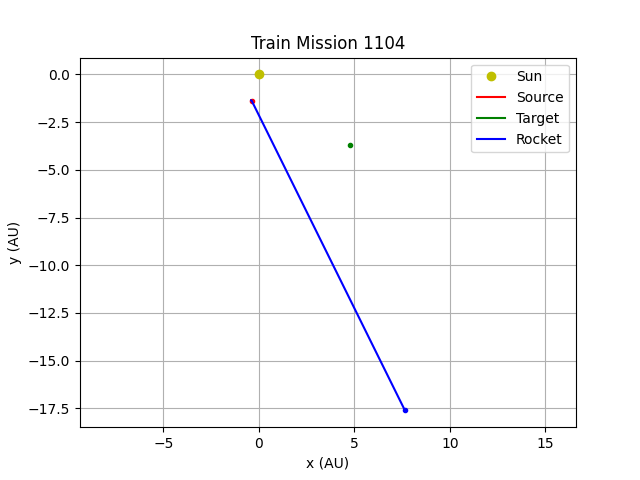 Train Mission 1104
Sun
Source
Target
Rocket
0.0
−2.5
−5.0
−7.5
−10.0
−12.5
−15.0
−17.5
y (AU)
−5
0
5
10
15
x (AU)